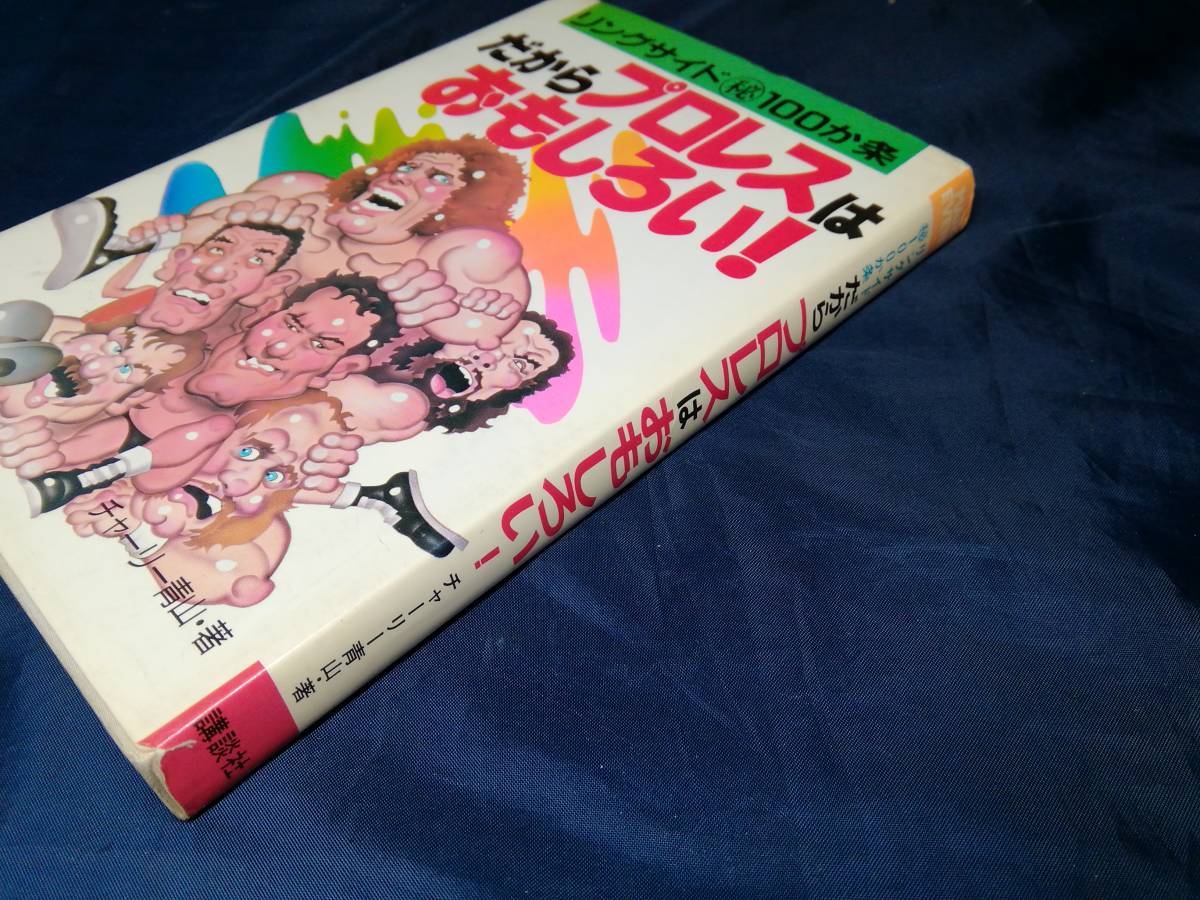 リングサイド㊙100か条
だからプロレスは
おもしろい!
チャーリー青山・著
㊙リングサイド
100か条
だからプロレスはおもしろい!
チャーリー青山・著
講談社